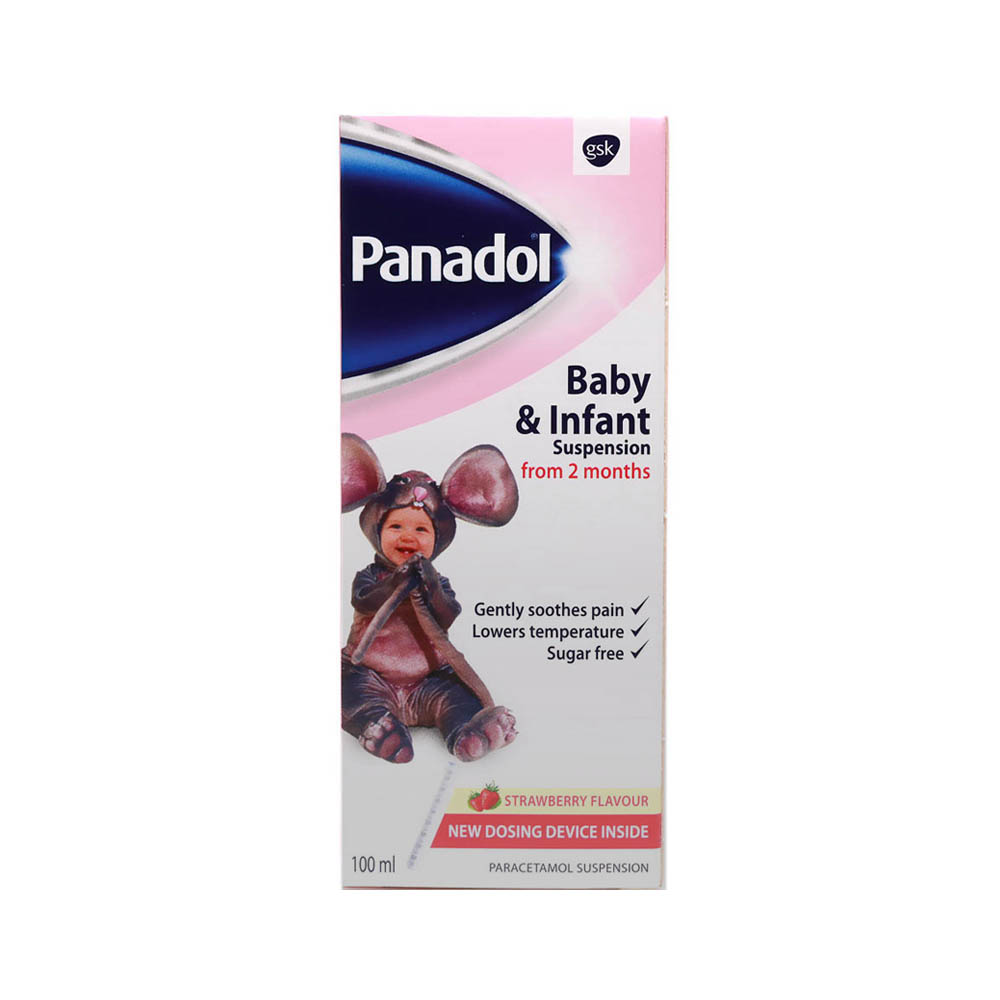 gsk
Panadol®
Baby
& Infant
Suspension
from 2 months
Gently soothes pain ✓
Lowers temperature ✓
Sugar free ✓
STRAWBERRY FLAVOUR
NEW DOSING DEVICE INSIDE
100 ml
PARACETAMOL SUSPENSION